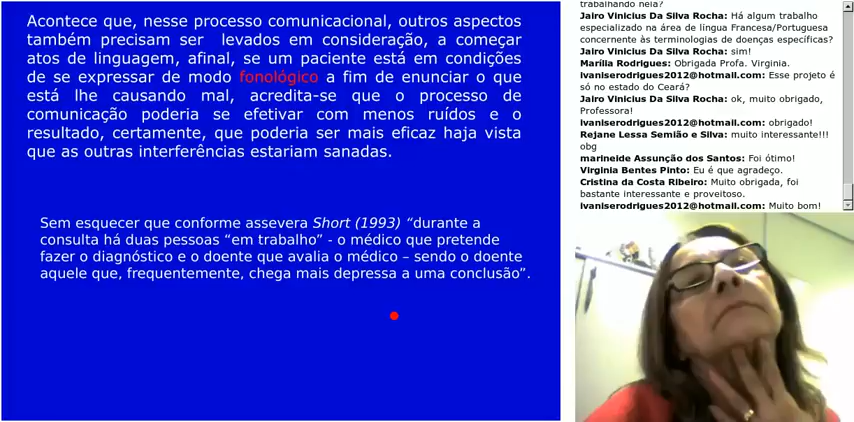 Acontece que, nesse processo comunicacional, outros aspectos
também precisam ser levados em consideração, a começar
atos de linguagem, afinal, se um paciente está em condições
de se expressar de modo fonológico a fim de enunciar o que
está lhe causando mal, acredita-se que o processo de
comunicação poderia se efetivar com menos ruídos e o
resultado, certamente, que poderia ser mais eficaz haja vista
que as outras interferências estariam sanadas.
Sem esquecer que conforme assevera Short (1993) “durante a
consulta há duas pessoas “em trabalho” - o médico que pretende
fazer o diagnóstico e o doente que avalia o médico – sendo o doente
aquele que, frequentemente, chega mais depressa a uma conclusão”.
trabalhando nela?
Jairo Vinicius Da Silva Rocha: Há algum trabalho
especializado na área de língua Francesa/Portuguesa
concernente às terminologias de doenças específicas?
Jairo Vinicius Da Silva Rocha: sim!
Marília Rodrigues: Obrigada Profa. Virginia.
ivaniserodrigues2012@hotmail.com: Esse projeto é
só no estado do Ceará?
Jairo Vinicius Da Silva Rocha: ok, muito obrigado,
Professora!
ivaniserodrigues2012@hotmail.com: obrigado!
Rejane Lessa Semião e Silva: muito interessante!!!
obg
marineide Assunção dos Santos: Foi ótimo!
Virginia Bentes Pinto: Eu é que agradeço.
Cristina da Costa Ribeiro: Muito obrigada, foi
bastante interessante e proveitoso.
ivaniserodrigues2012@hotmail.com: Muito bom!